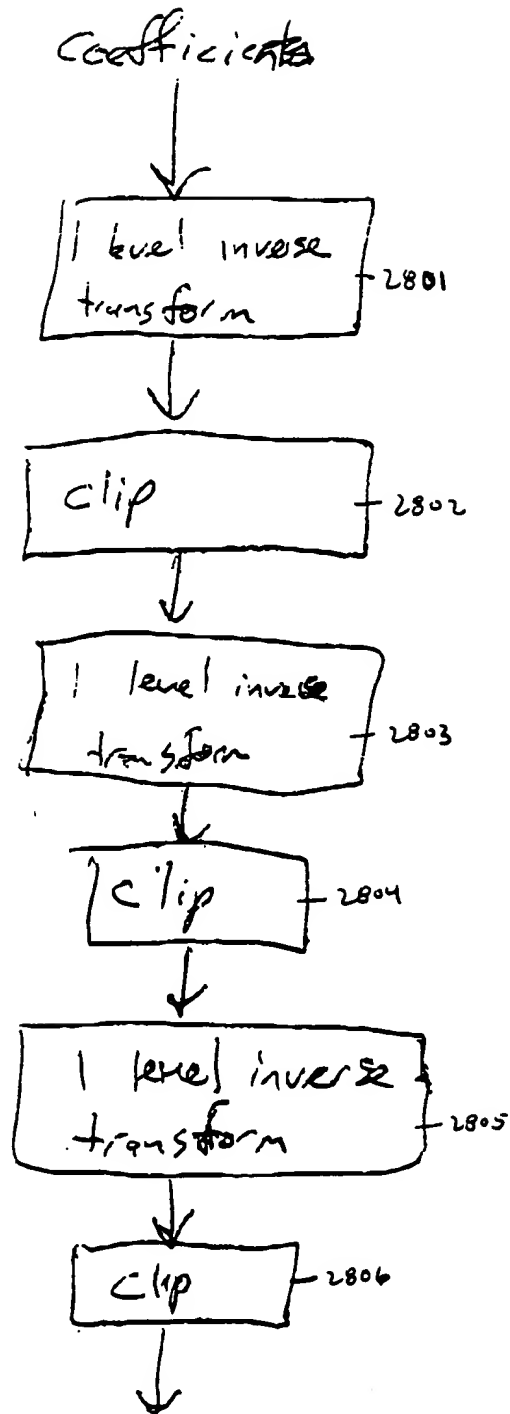 Coefficients
1 level inverse
transform
2801
Clip
2802
1 level inverse
transform
2803
Clip
2804
1 level inverse
transform
2805
Clip
2806